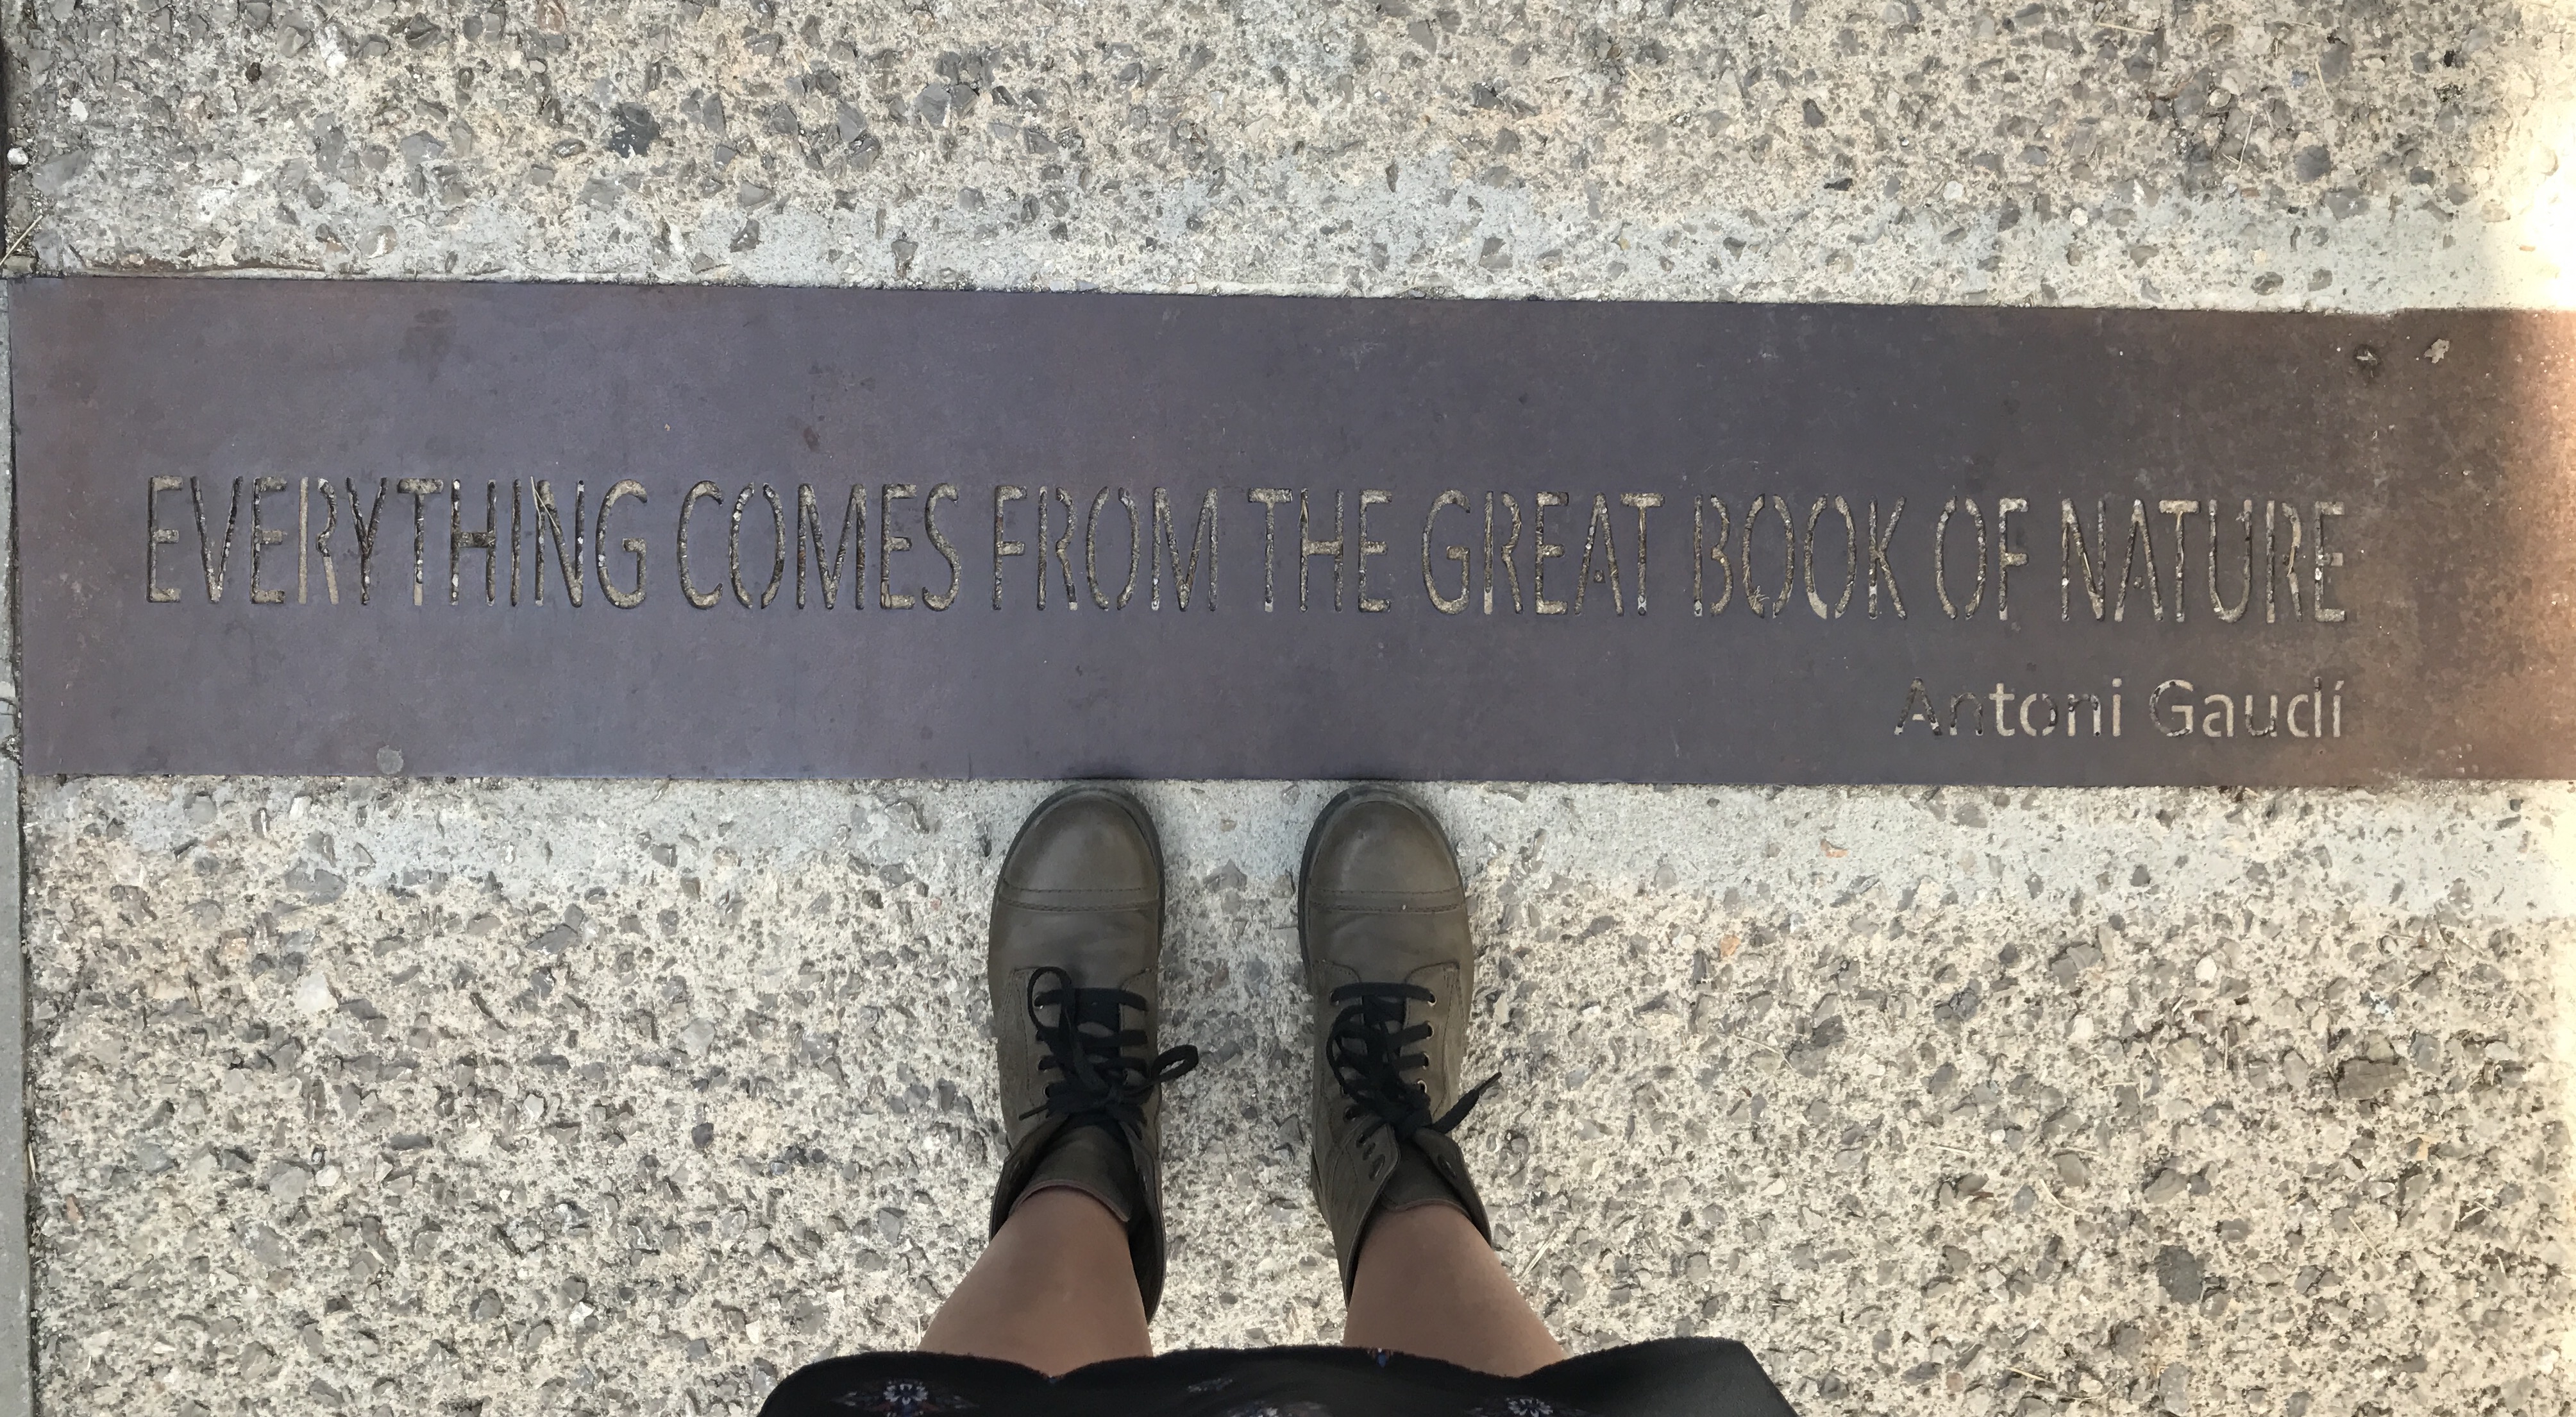 EVERYTHING COMES FROM THE GREAT BOOK OF NATURE
Antoni Gaudí